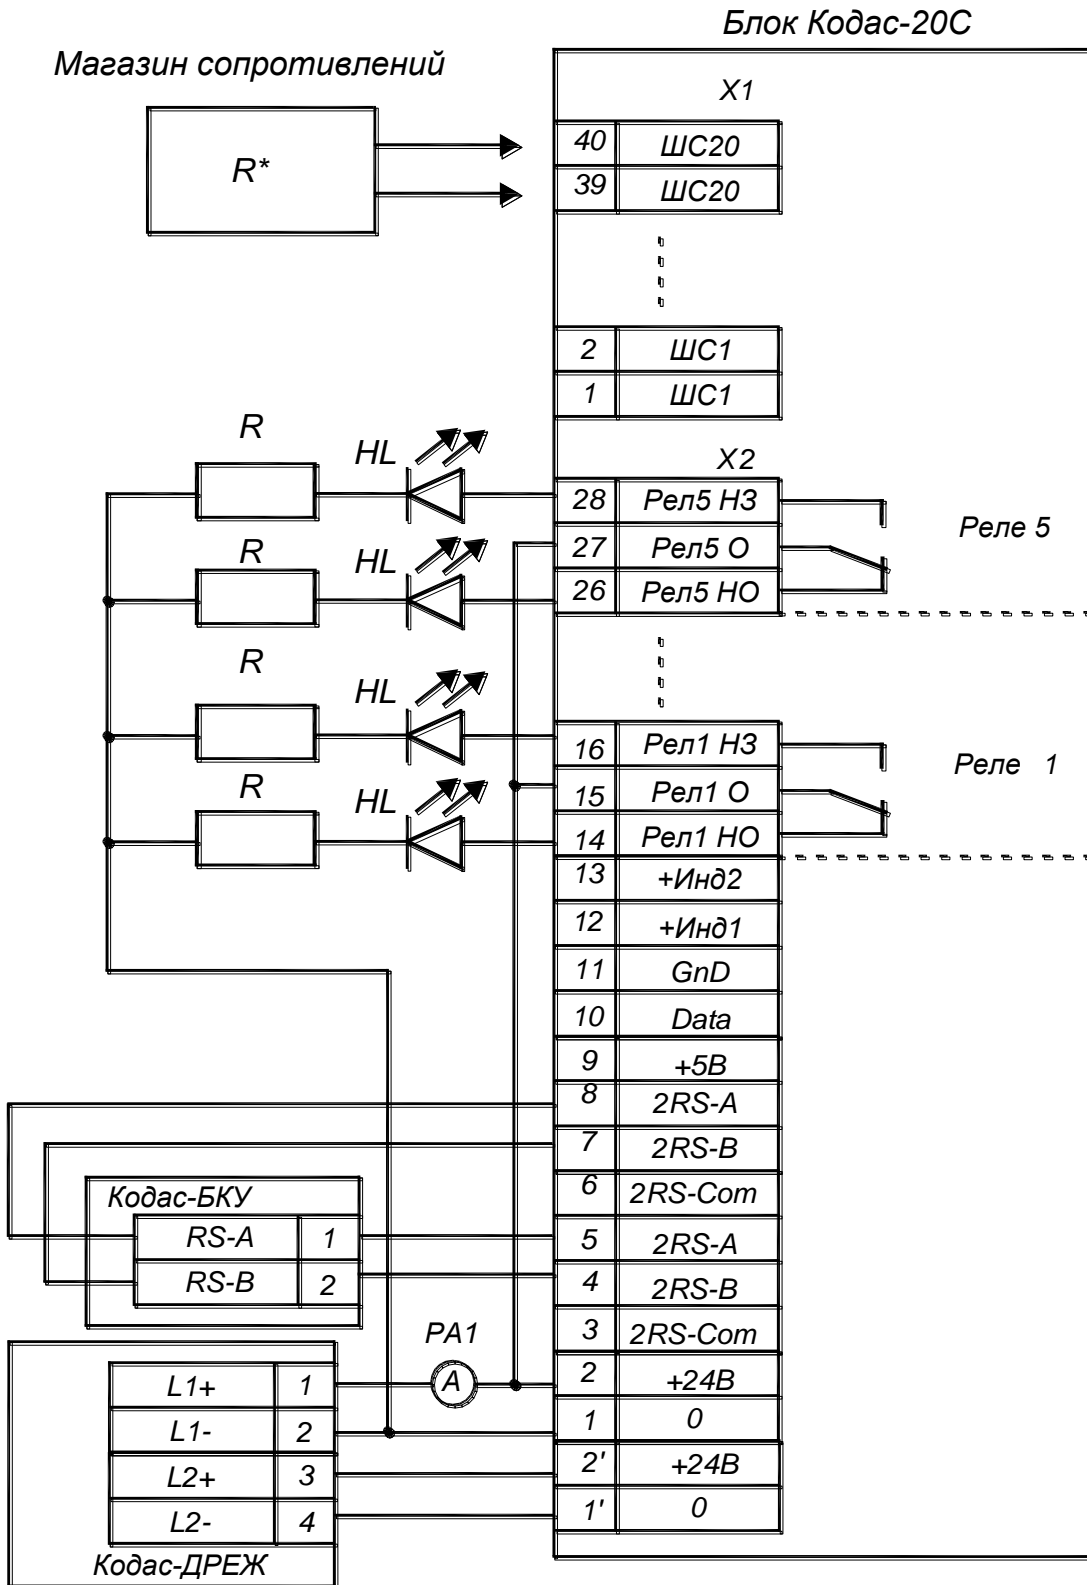 Блок Кодас-20С
Магазин сопротивлений
X1
R*
40 ШС20
39 ШС20
2 ШС1
1 ШС1
R
HL
X2
28 Рел5 НЗ
27 Рел5 О
26 Рел5 НО
Реле 5
R
HL
R
HL
16 Рел1 НЗ
15 Рел1 О
14 Рел1 НО
Реле 1
R
HL
13 +Инд2
12 +Инд1
11 GnD
10 Data
9 +5В
8 2RS-A
7 2RS-B
6 2RS-Com
5 2RS-A
4 2RS-B
3 2RS-Com
2 +24В
1 0
2' +24В
1' 0
Кодас-БКУ
RS-A 1
RS-B 2
PA1
A
L1+ 1
L1- 2
L2+ 3
L2- 4
Кодас-ДРЕЖ